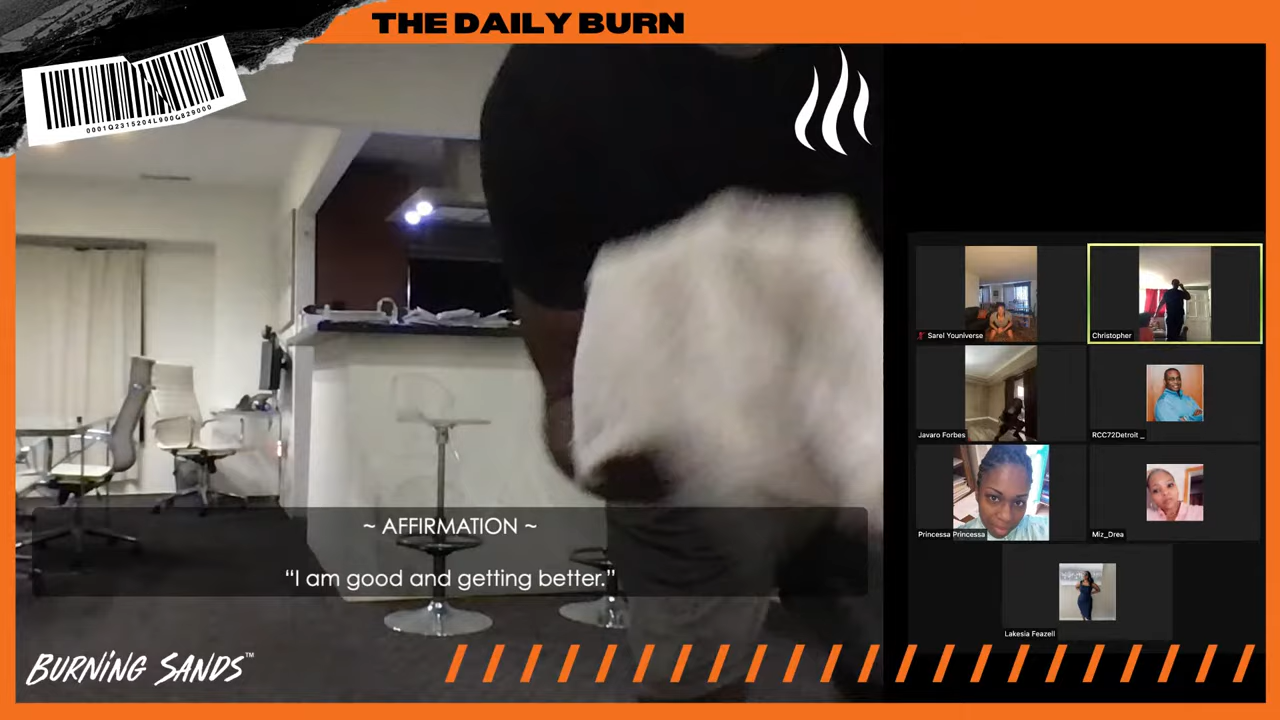 THE DAILY BURN
~ AFFIRMATION ~
“I am good and getting better.”
BURNING SANDS™
Sarel Youniverse
Christopher
Javaro Forbes
RCC72Detroit _
Princessa Princessa
Miz_Drea
Lakesia Feazell